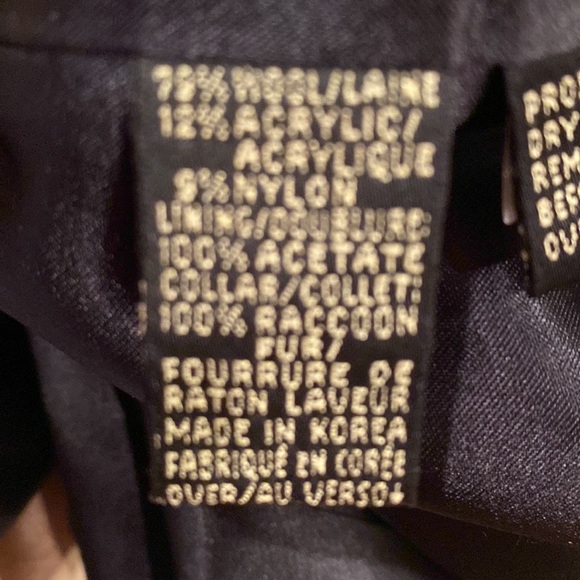 79% WOOL/LAINE
12% ACRYLIC/
ACRYLIQUE
9% NYLON
LINING/DOUBLURE:
100% ACETATE
COLLAR/COLLET:
100% RACCOON
FUR/
FOURRURE DE
RATON LAVEUR
MADE IN KOREA
FABRIQUÉ EN CORÉE
OVER/AU VERSO↓
DRY